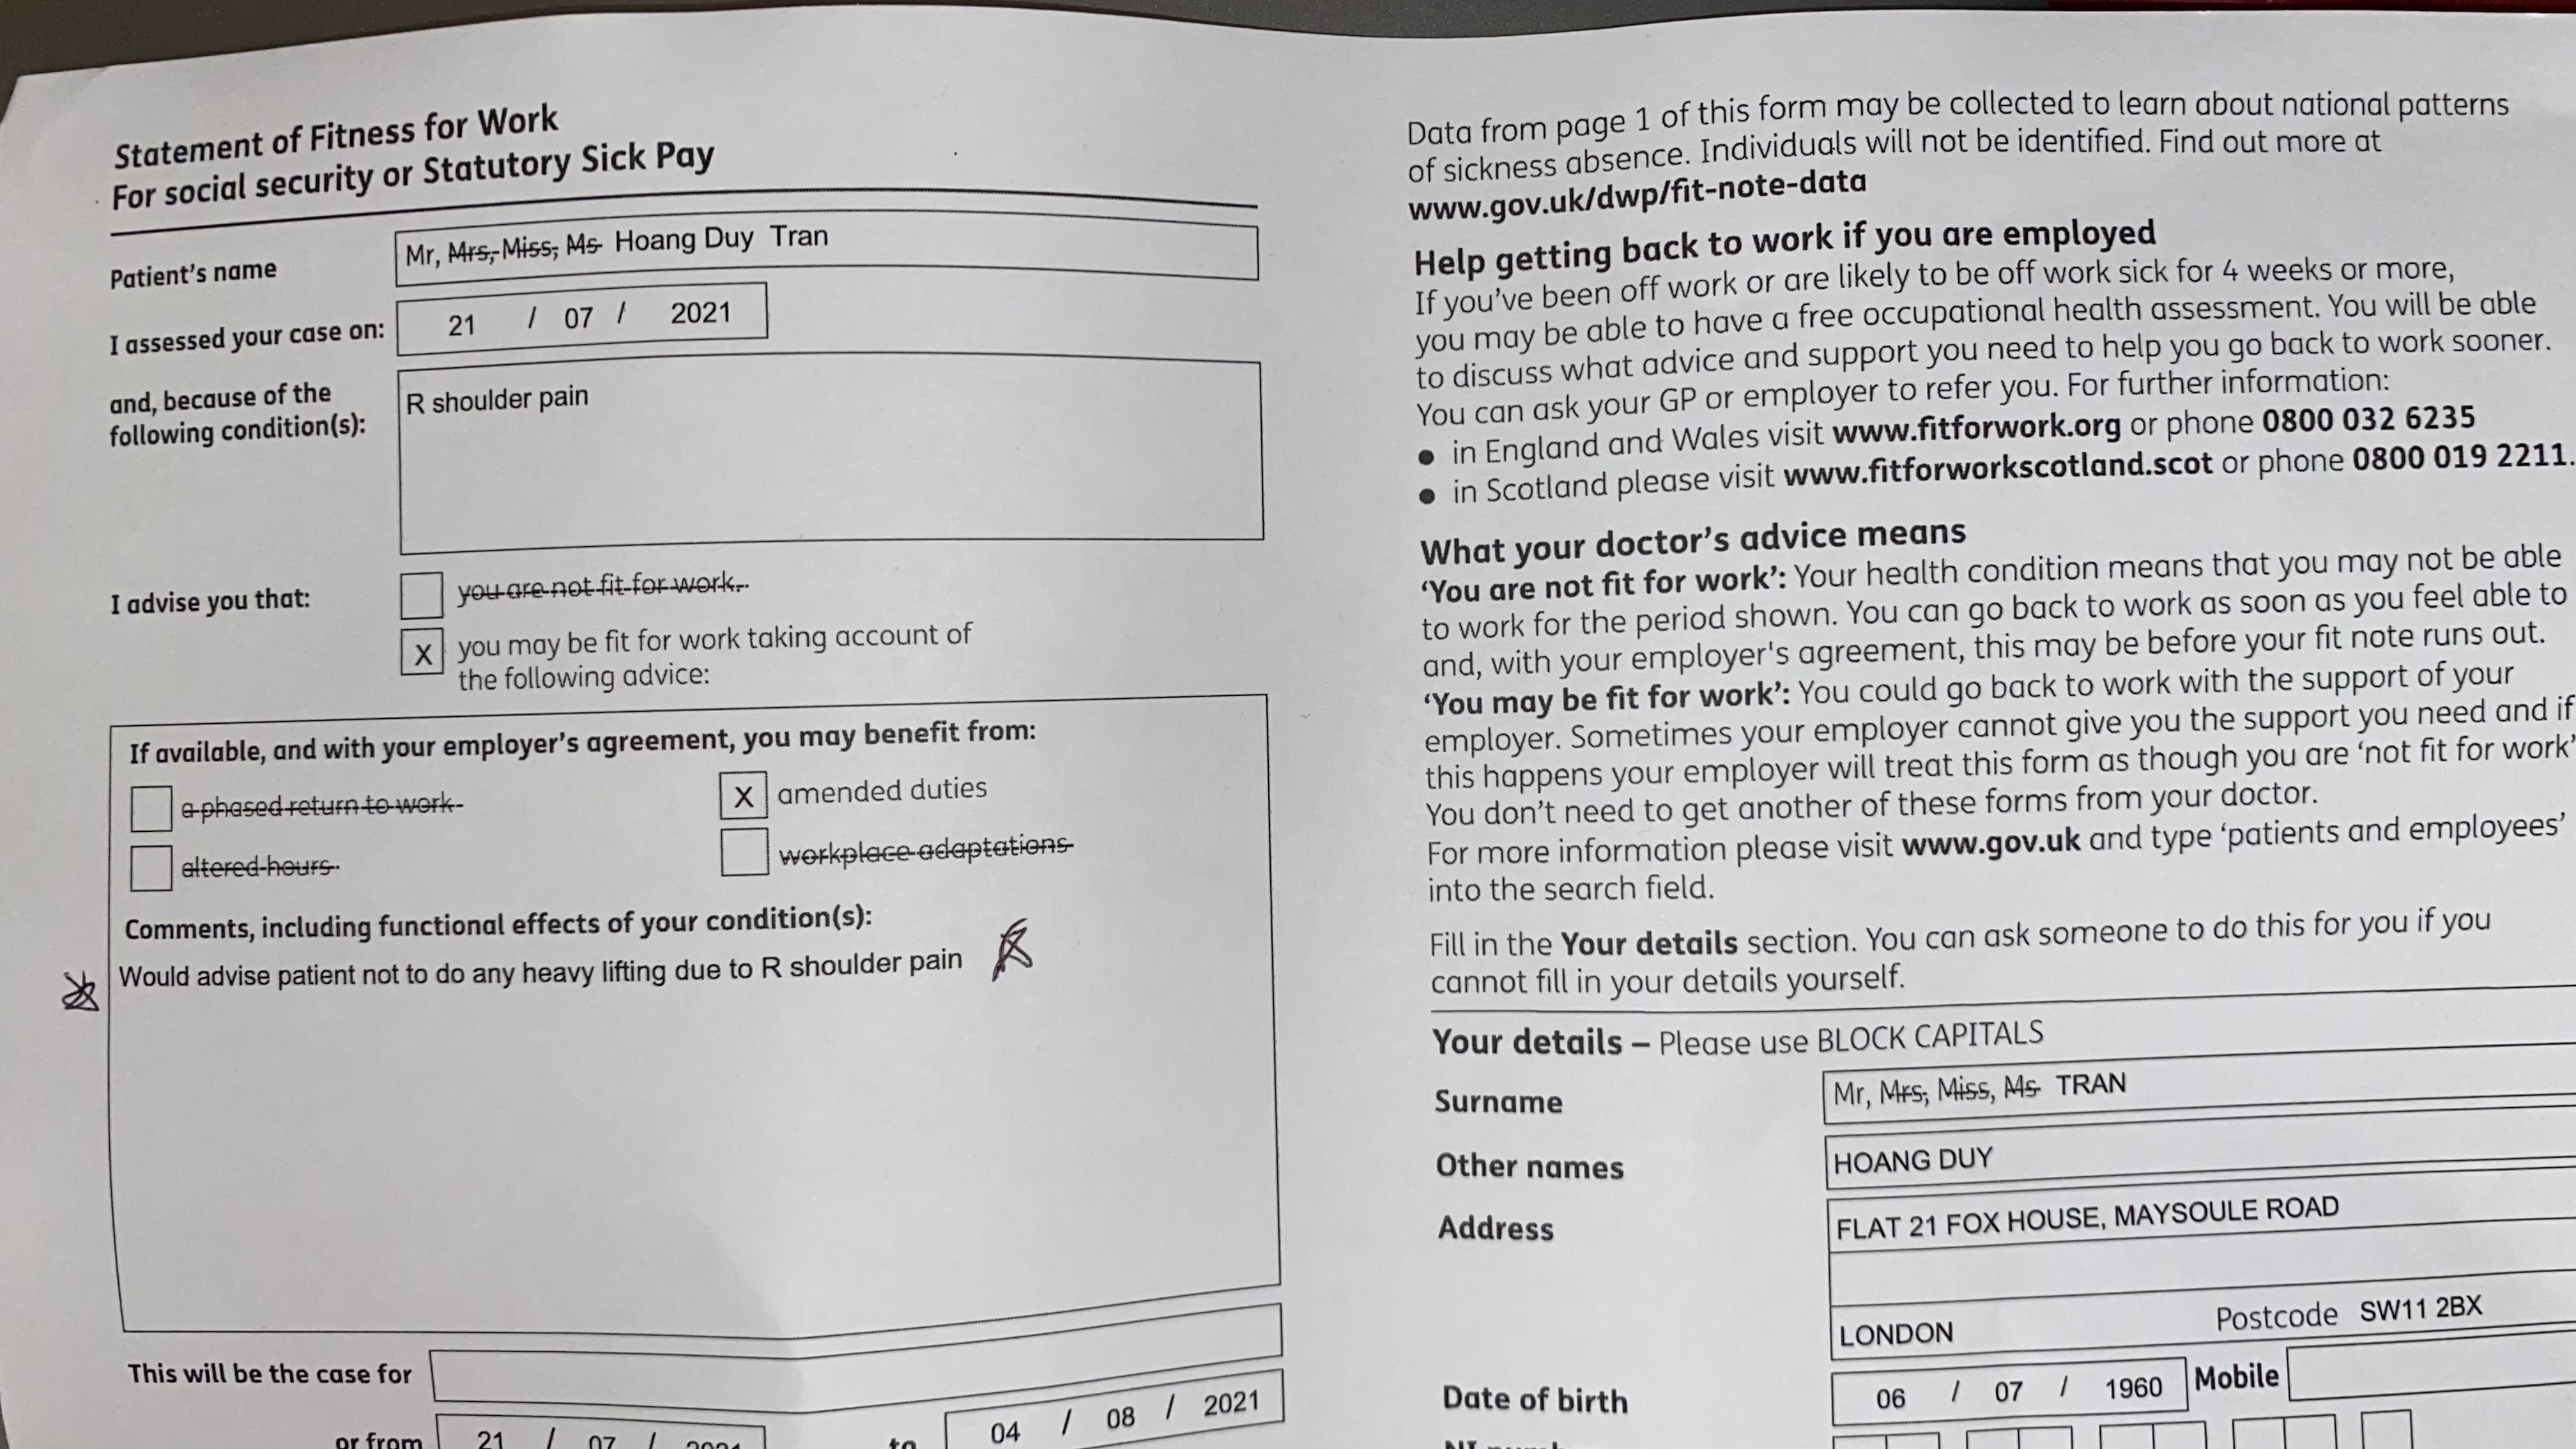 Statement of Fitness for Work
For social security or Statutory Sick Pay
Patient's name
Mr, Mrs, Miss, Ms Hoang Duy Tran
I assessed your case on:
21 / 07 / 2021
and, because of the
following condition(s):
R shoulder pain
I advise you that:
you are not fit for work.
X you may be fit for work taking account of
the following advice:
If available, and with your employer's agreement, you may benefit from:
a phased return to work
X amended duties
altered hours
workplace adaptations
Comments, including functional effects of your condition(s):
Would advise patient not to do any heavy lifting due to R shoulder pain
This will be the case for
or from 21 / 07 / 2021 to 04 / 08 / 2021
Data from page 1 of this form may be collected to learn about national patterns
of sickness absence. Individuals will not be identified. Find out more at
www.gov.uk/dwp/fit-note-data
Help getting back to work if you are employed
If you've been off work or are likely to be off work sick for 4 weeks or more,
you may be able to have a free occupational health assessment. You will be able
to discuss what advice and support you need to help you go back to work sooner.
You can ask your GP or employer to refer you. For further information:
● in England and Wales visit www.fitforwork.org or phone 0800 032 6235
● in Scotland please visit www.fitforworkscotland.scot or phone 0800 019 2211.
What your doctor's advice means
'You are not fit for work': Your health condition means that you may not be able
to work for the period shown. You can go back to work as soon as you feel able to
and, with your employer's agreement, this may be before your fit note runs out.
'You may be fit for work': You could go back to work with the support of your
employer. Sometimes your employer cannot give you the support you need and if
this happens your employer will treat this form as though you are 'not fit for work'
You don't need to get another of these forms from your doctor.
For more information please visit www.gov.uk and type 'patients and employees'
into the search field.
Fill in the Your details section. You can ask someone to do this for you if you
cannot fill in your details yourself.
Your details – Please use BLOCK CAPITALS
Surname
Mr, Mrs, Miss, Ms TRAN
Other names
HOANG DUY
Address
FLAT 21 FOX HOUSE, MAYSOULE ROAD
LONDON Postcode SW11 2BX
Date of birth 06 / 07 / 1960 Mobile